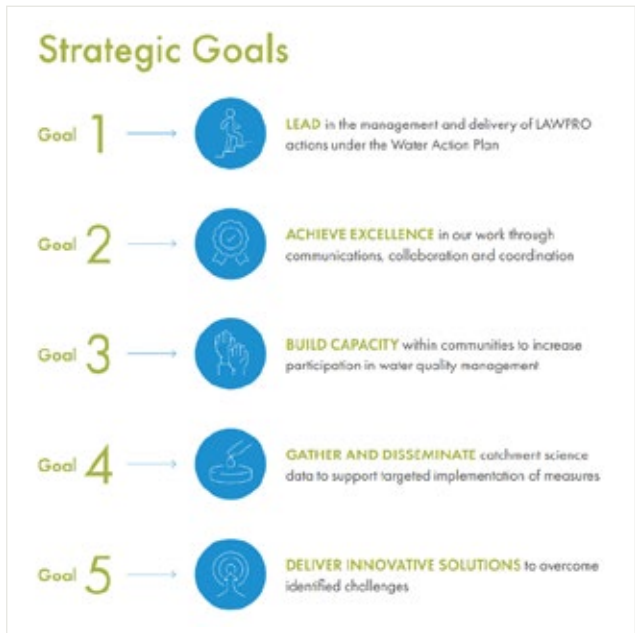 Strategic Goals
Goal 1
LEAD in the management and delivery of LAWPRO
actions under the Water Action Plan
Goal 2
ACHIEVE EXCELLENCE in our work through
communications, collaboration and coordination
Goal 3
BUILD CAPACITY within communities to increase
participation in water quality management
Goal 4
GATHER AND DISSEMINATE catchment science
data to support targeted implementation of measures
Goal 5
DELIVER INNOVATIVE SOLUTIONS to overcome
identified challenges